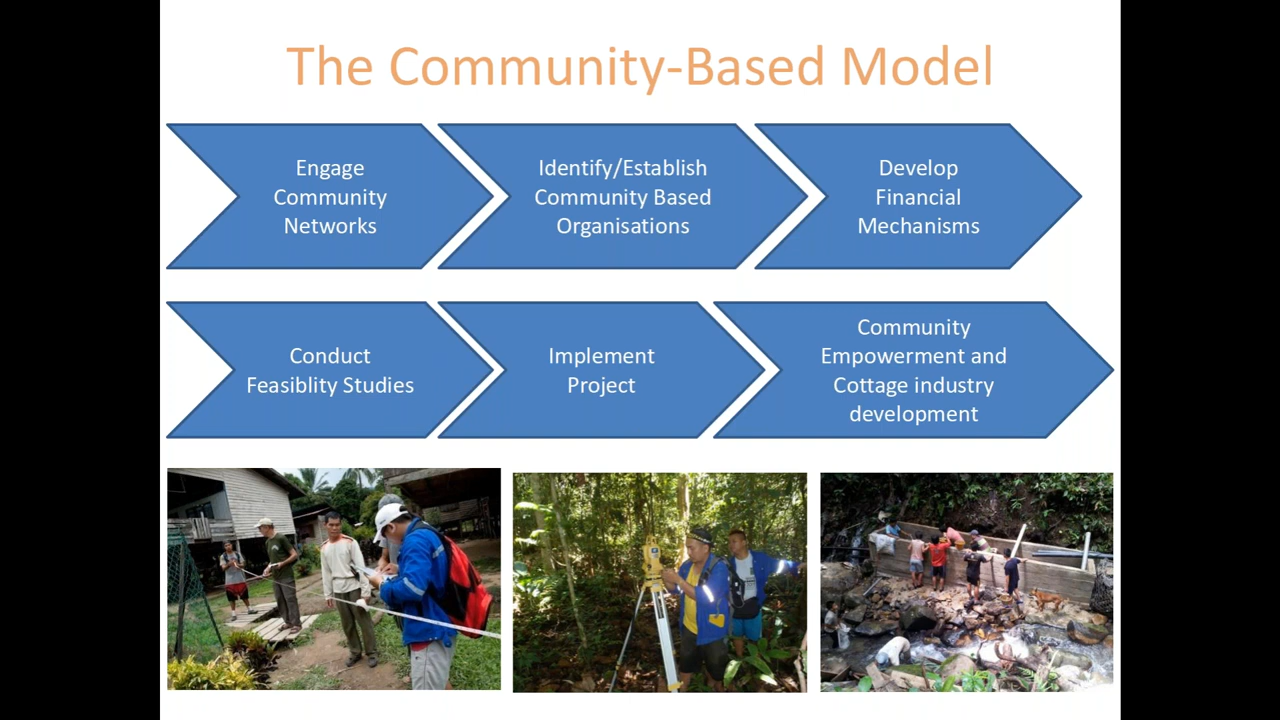 The Community-Based Model
Engage
Community
Networks
Identify/Establish
Community Based
Organisations
Develop
Financial
Mechanisms
Conduct
Feasiblity Studies
Implement
Project
Community
Empowerment and
Cottage industry
development